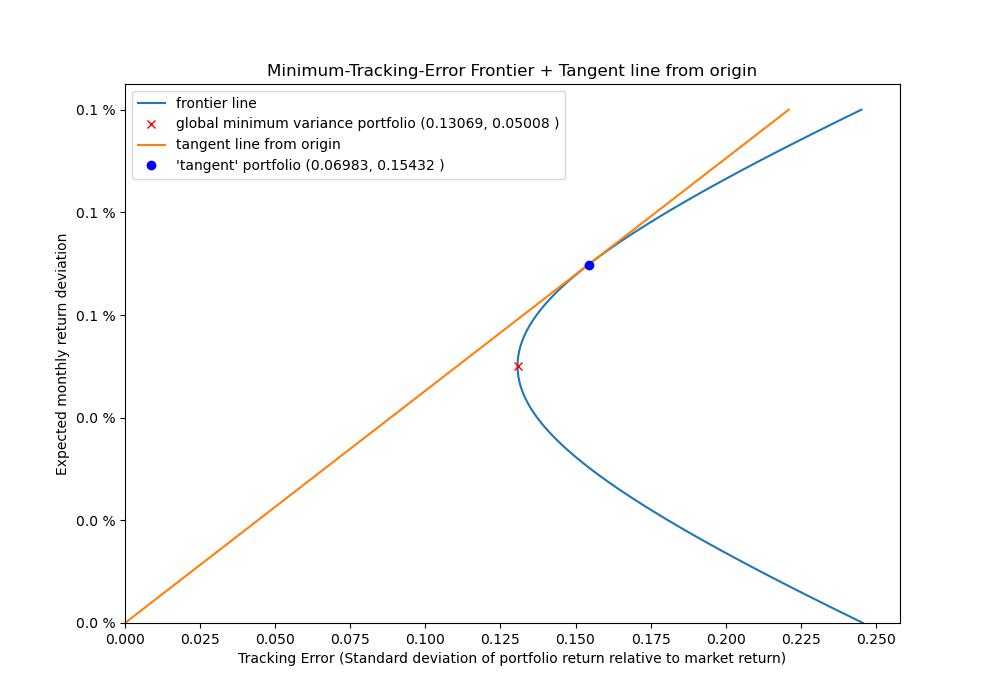 Minimum-Tracking-Error Frontier + Tangent line from origin
frontier line
global minimum variance portfolio (0.13069, 0.05008 )
tangent line from origin
'tangent' portfolio (0.06983, 0.15432 )
Expected monthly return deviation
0.1 %
0.1 %
0.1 %
0.0 %
0.0 %
0.0 %
0.000 0.025 0.050 0.075 0.100 0.125 0.150 0.175 0.200 0.225 0.250
Tracking Error (Standard deviation of portfolio return relative to market return)